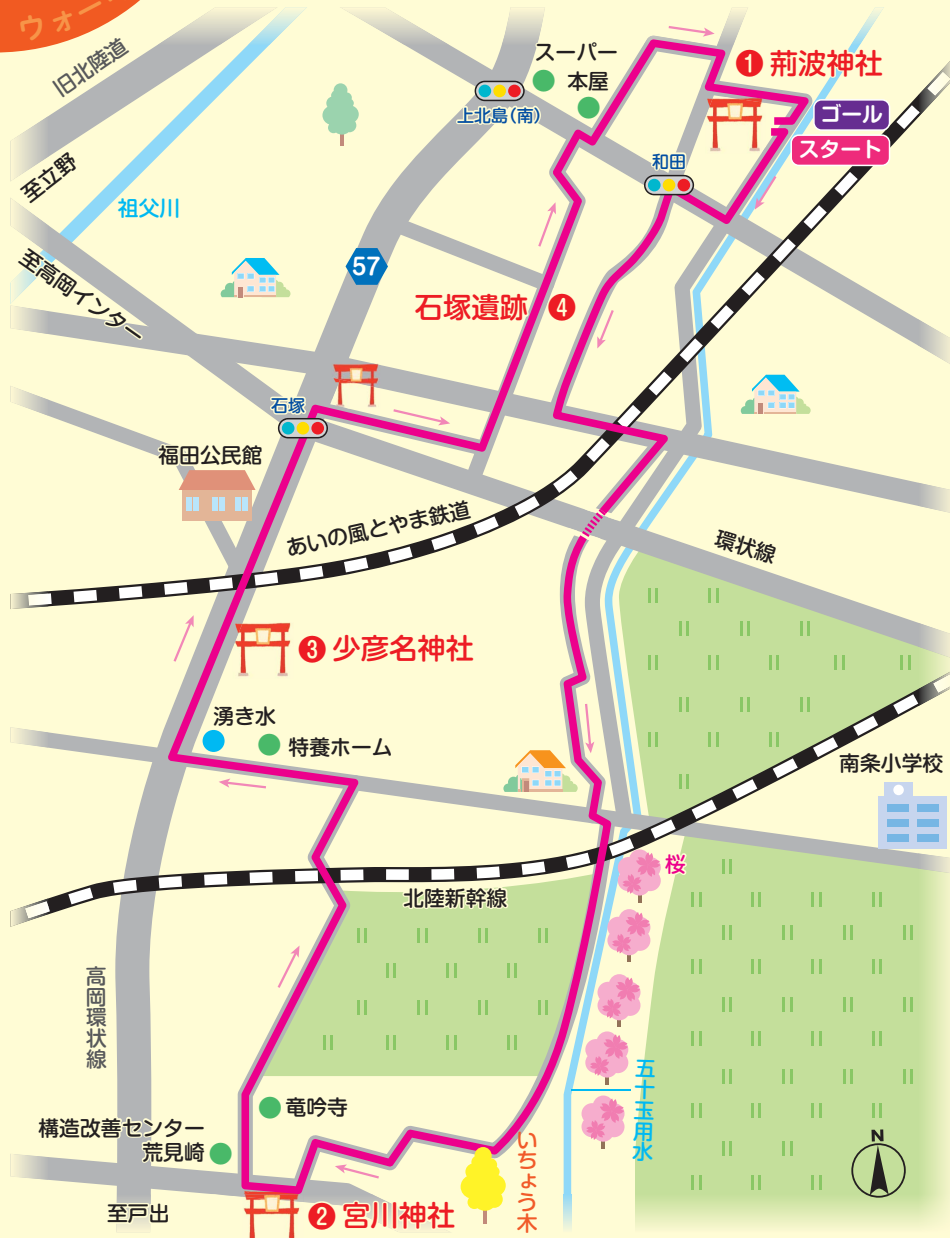 ウォー
旧北陸道
スーパー
本屋
❶ 荊波神社
上北島(南)
ゴール
スタート
至立野
和田
祖父川
至高岡インター
57
石塚遺跡 ❹
石塚
福田公民館
あいの風とやま鉄道
環状線
❸ 少彦名神社
湧き水
特養ホーム
南条小学校
桜
北陸新幹線
高岡環状線
五十玉用水
竜吟寺
構造改善センター
荒見崎
いちょう木
N
至戸出
❷ 宮川神社